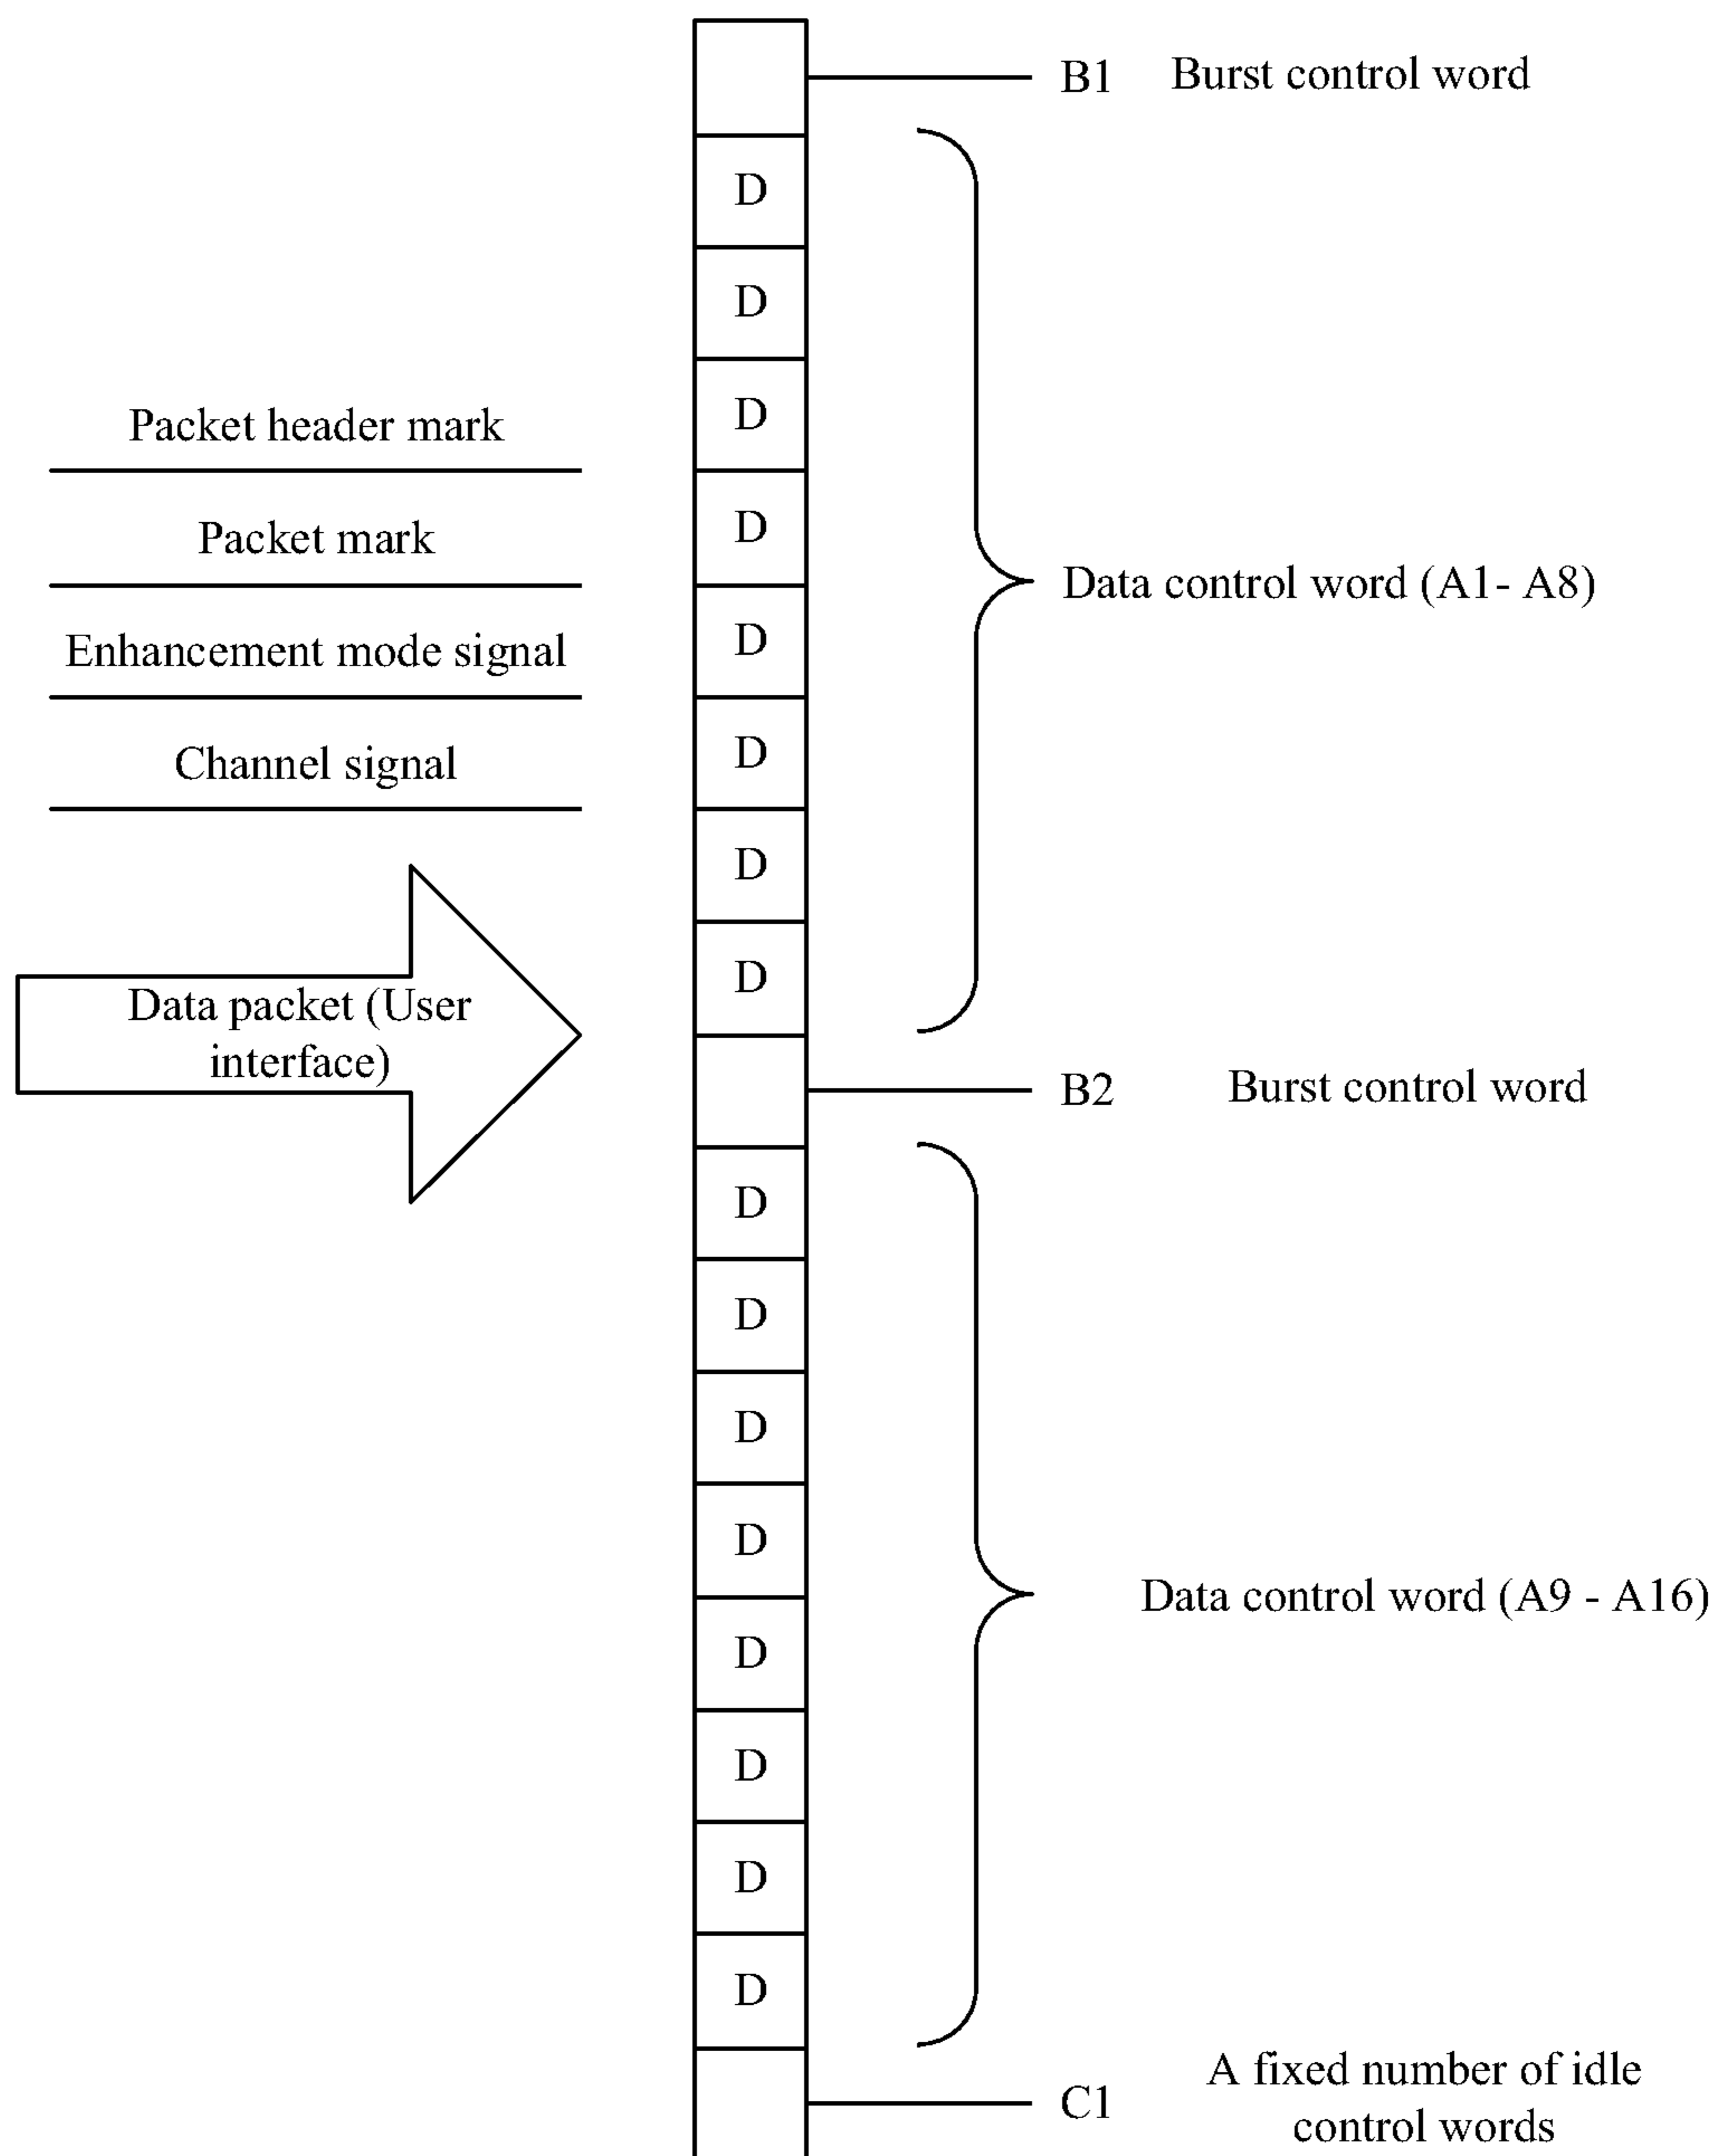 B1 Burst control word
D
D
D
Packet header mark
D
Packet mark
Data control word (A1- A8)
D
Enhancement mode signal
D
Channel signal
D
D
Data packet (User
interface)
B2 Burst control word
D
D
D
D
Data control word (A9 - A16)
D
D
D
D
C1
A fixed number of idle
control words